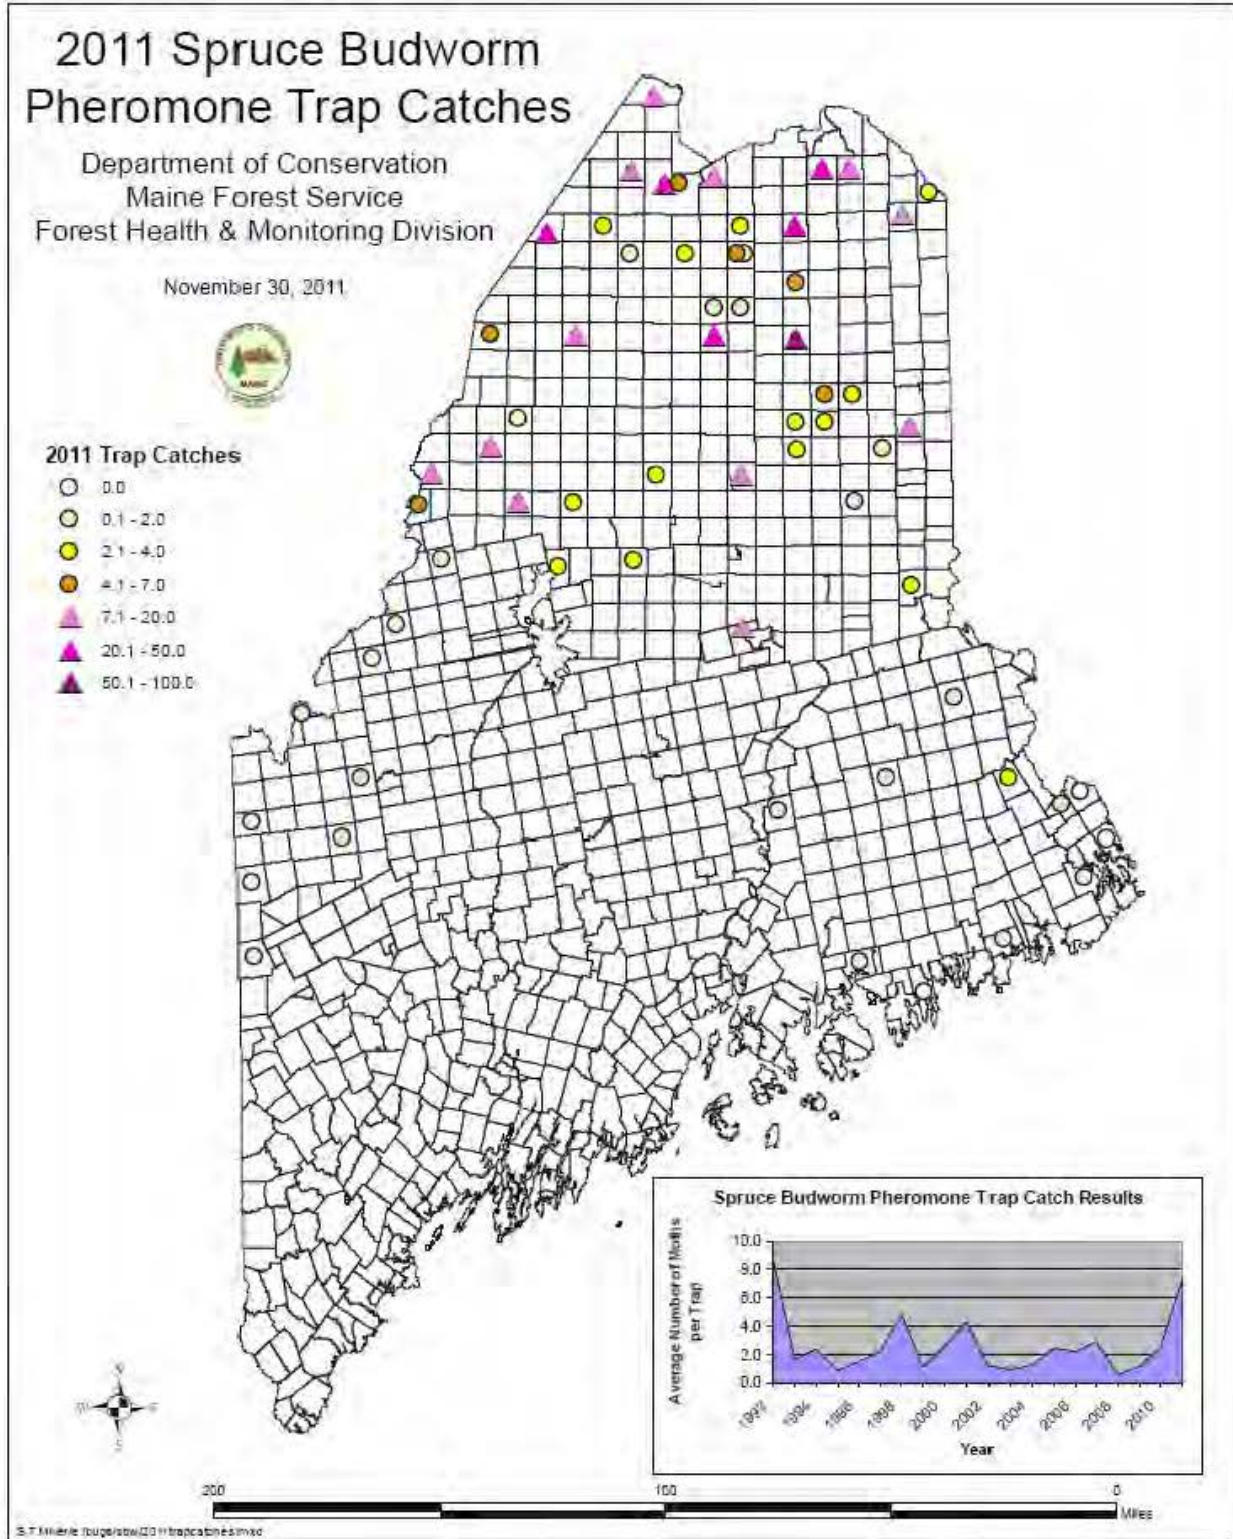 2011 Spruce Budworm
Pheromone Trap Catches
Department of Conservation
Maine Forest Service
Forest Health & Monitoring Division
November 30, 2011
MAINE
2011 Trap Catches
0.0
0.1 - 2.0
2.1 - 4.0
4.1 - 7.0
7.1 - 20.0
20.1 - 50.0
50.1 - 100.0
Spruce Budworm Pheromone Trap Catch Results
Average Number of Moths
per Trap
10.0
8.0
6.0
4.0
2.0
0.0
1992
1994
1996
1998
2000
2002
2004
2006
2008
2010
Year
N
W
E
S
200
100
0
Miles